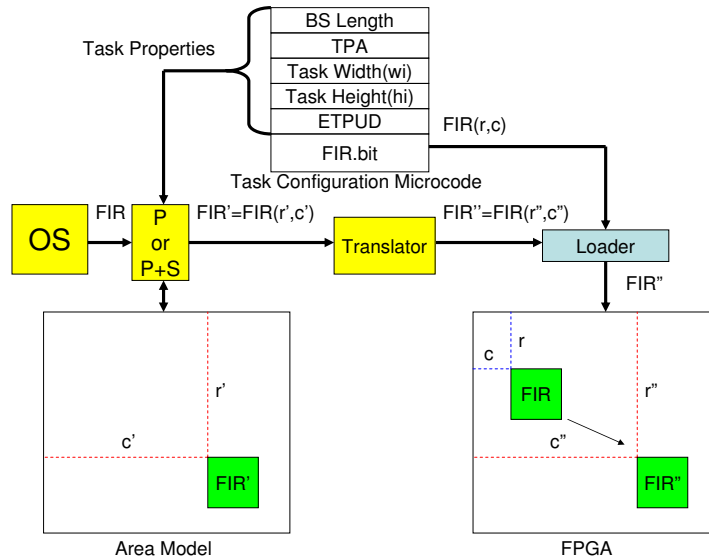 BS Length
Task Properties
TPA
Task Width(wi)
Task Height(hi)
ETPUD
FIR(r,c)
FIR.bit
Task Configuration Microcode
FIR
FIR’=FIR(r’,c’)
FIR’’=FIR(r”,c”)
OS
P
or
P+S
Translator
Loader
FIR”
c
r
r’
FIR
r”
c’
c”
FIR’
FIR”
Area Model
FPGA